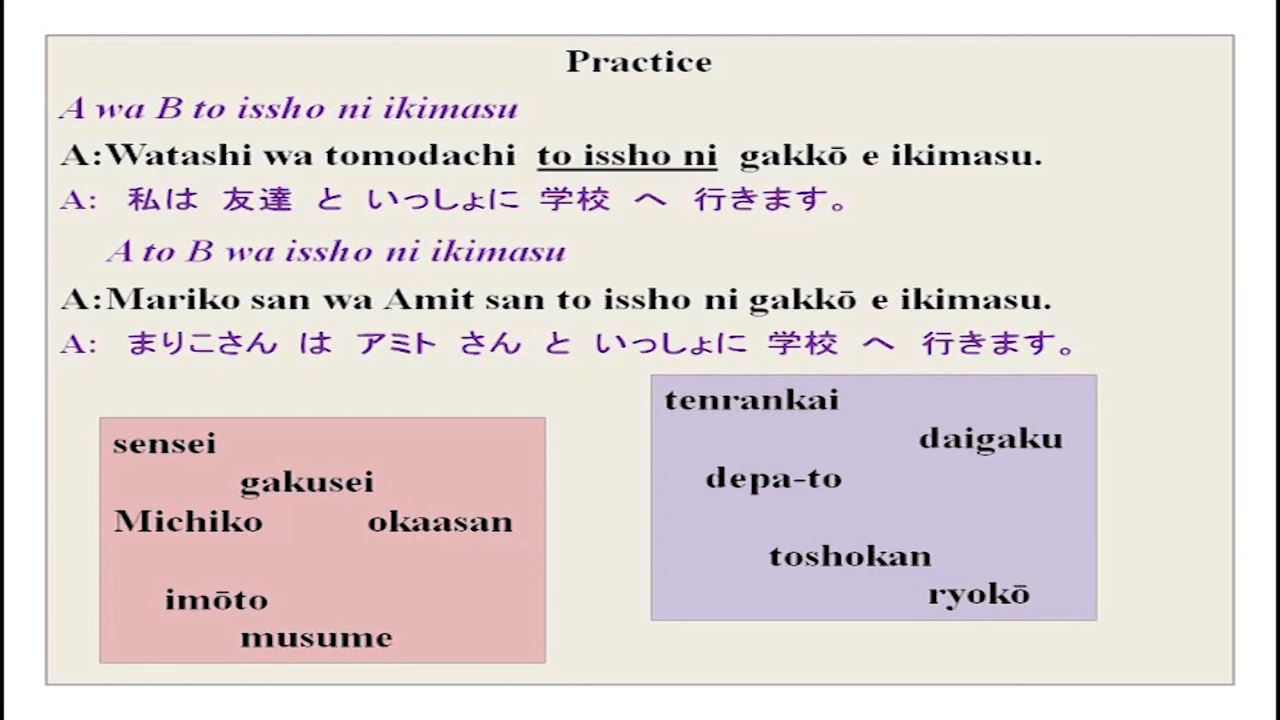 Practice
A wa B to issho ni ikimasu
A:Watashi wa tomodachi to issho ni gakkō e ikimasu.
A: 私は 友達 と いっしょに 学校 へ 行きます。
A to B wa issho ni ikimasu
A:Mariko san wa Amit san to issho ni gakkō e ikimasu.
A: まりこさん は アミト さん と いっしょに 学校 へ 行きます。
sensei
gakusei
Michiko okaasan
imōto
musume
tenrankai
daigaku
depa-to
toshokan
ryokō